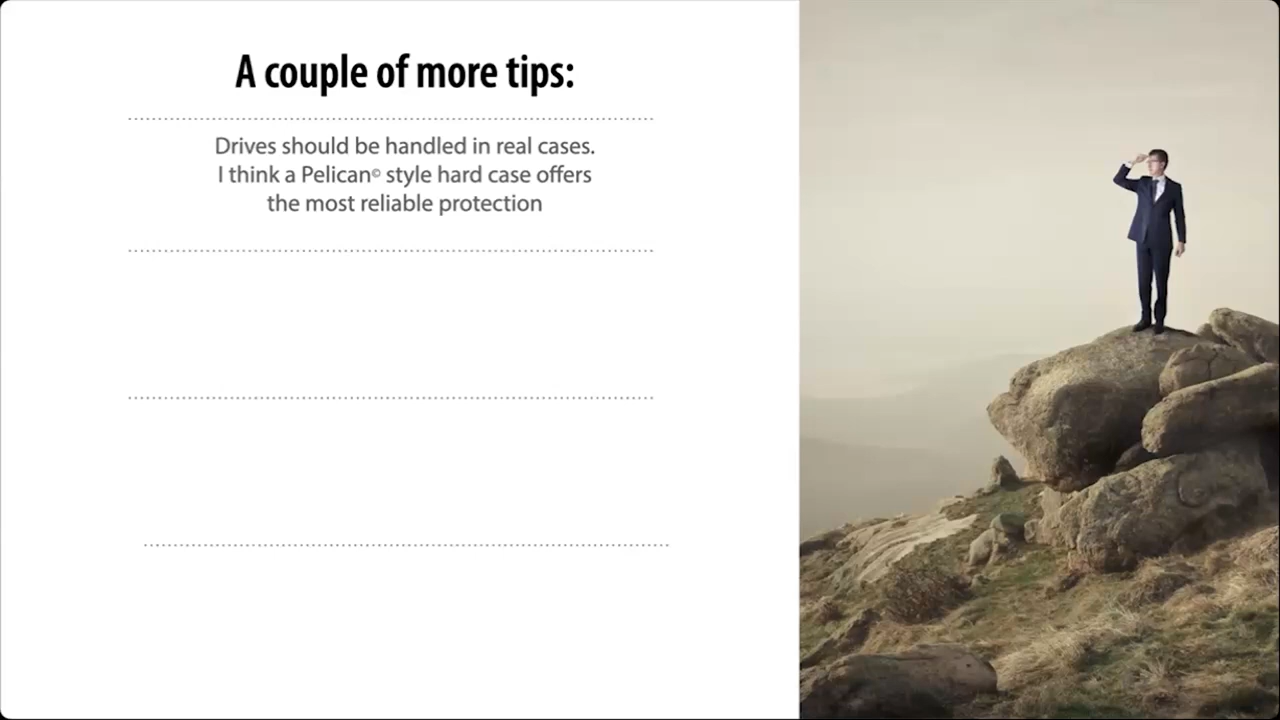 A couple of more tips:
Drives should be handled in real cases.
I think a Pelican© style hard case offers
the most reliable protection